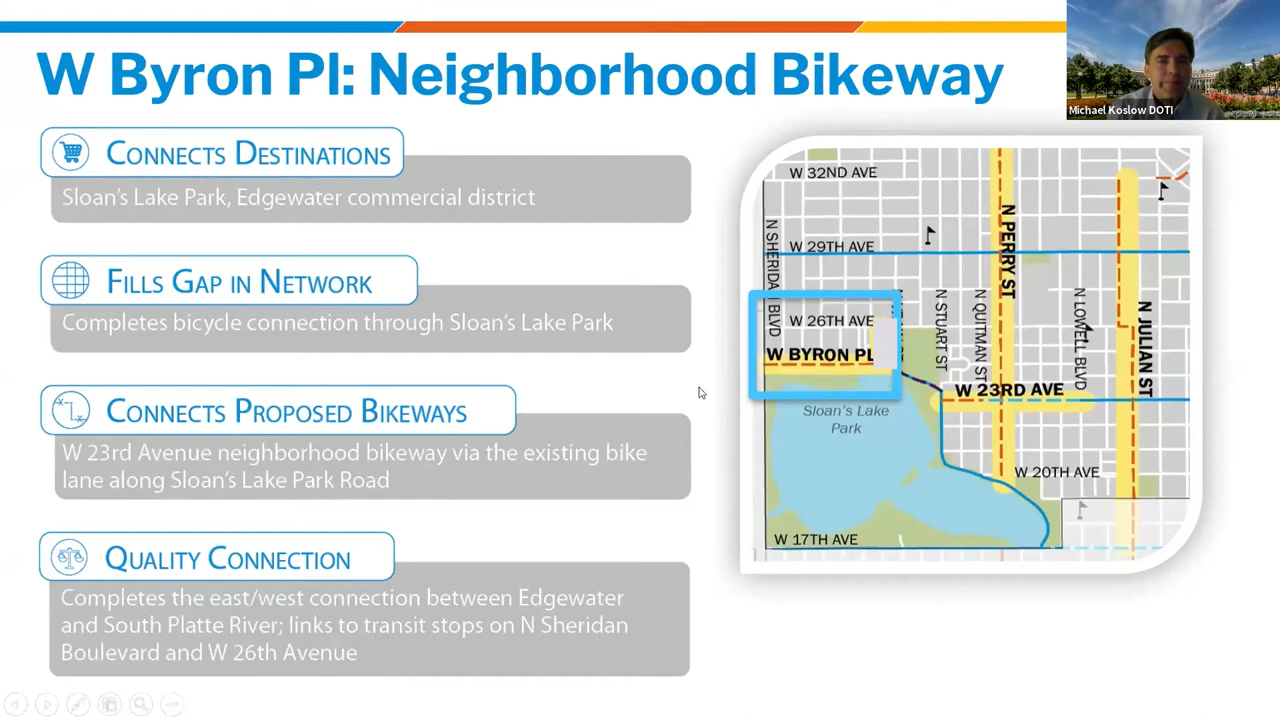 W Byron Pl: Neighborhood Bikeway
Michael Koslow DOTI
CONNECTS DESTINATIONS
Sloan's Lake Park, Edgewater commercial district
FILLS GAP IN NETWORK
Completes bicycle connection through Sloan's Lake Park
CONNECTS PROPOSED BIKEWAYS
W 23rd Avenue neighborhood bikeway via the existing bike
lane along Sloan's Lake Park Road
QUALITY CONNECTION
Completes the east/west connection between Edgewater
and South Platte River; links to transit stops on N Sheridan
Boulevard and W 26th Avenue
W 32ND AVE
N SHERIDAN BLVD
W 29TH AVE
N PERRY ST
W 26TH AVE
N STUART ST
N QUITMAN ST
N LOWELL BLVD
N JULIAN ST
W BYRON PL
W 23RD AVE
Sloan's Lake
Park
W 20TH AVE
W 17TH AVE